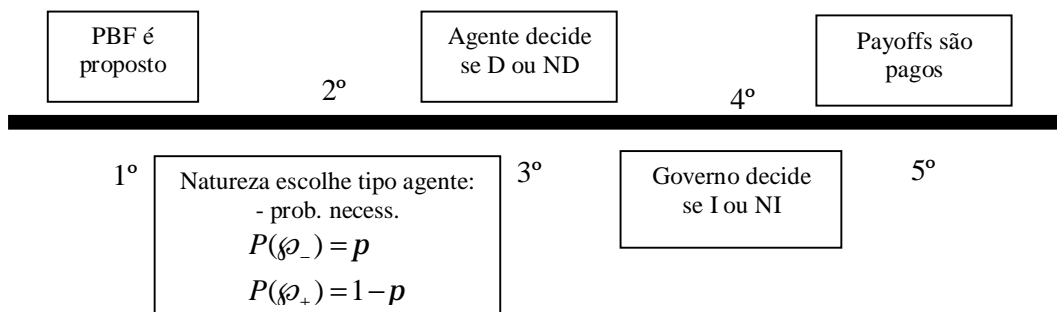 PBF é
proposto
1º
2º
Natureza escolhe tipo agente:
- prob. necess.
P(℘₋) = p
P(℘₊) = 1 − p
Agente decide
se D ou ND
3º
4º
Governo decide
se I ou NI
Payoffs são
pagos
5º